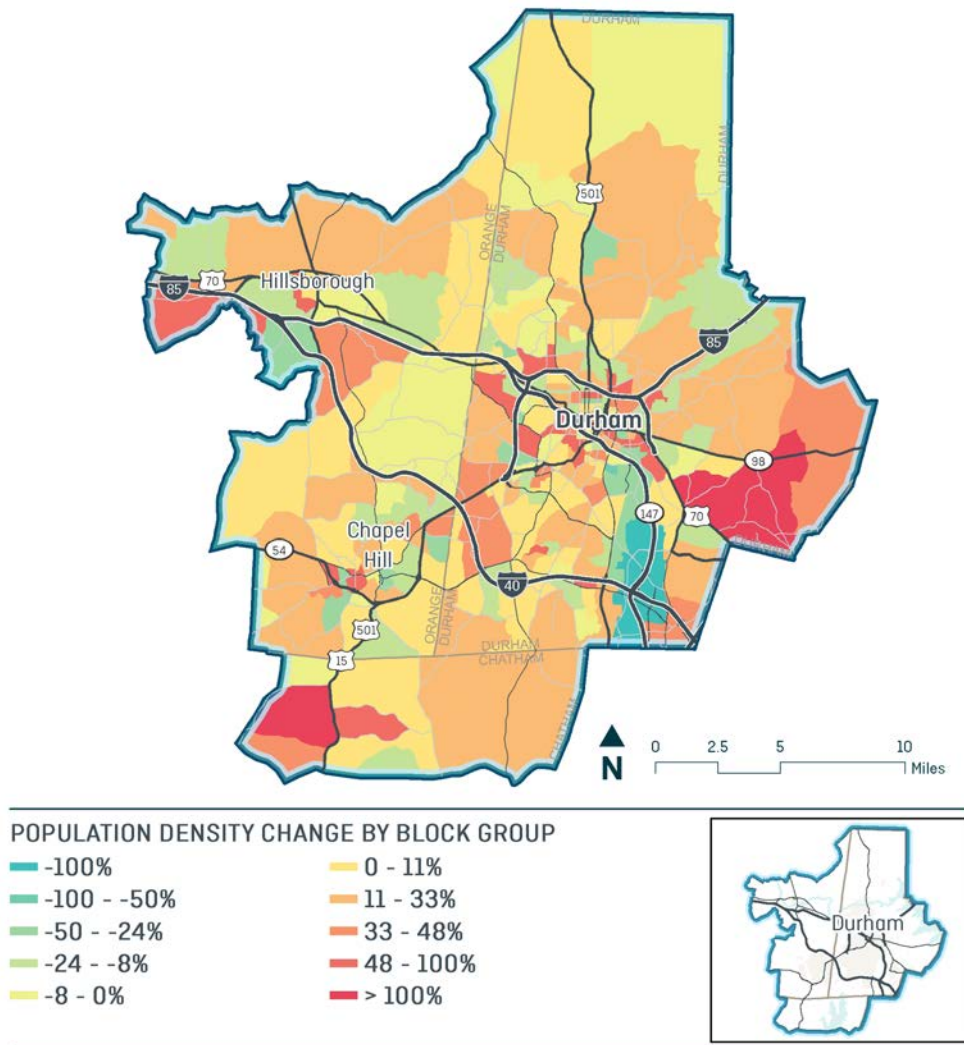 DURHAM
DURHAM
501
ORANGE
DURHAM
70
85
Hillsborough
85
Durham
98
147
70
Chapel
Hill
54
40
DURHAM
ORANGE
DURHAM
501
DURHAM
CHATHAM
15
CHATHAM
N
0 2.5 5 10
Miles
POPULATION DENSITY CHANGE BY BLOCK GROUP
-100%
-100 - -50%
-50 - -24%
-24 - -8%
-8 - 0%
0 - 11%
11 - 33%
33 - 48%
48 - 100%
> 100%
Durham